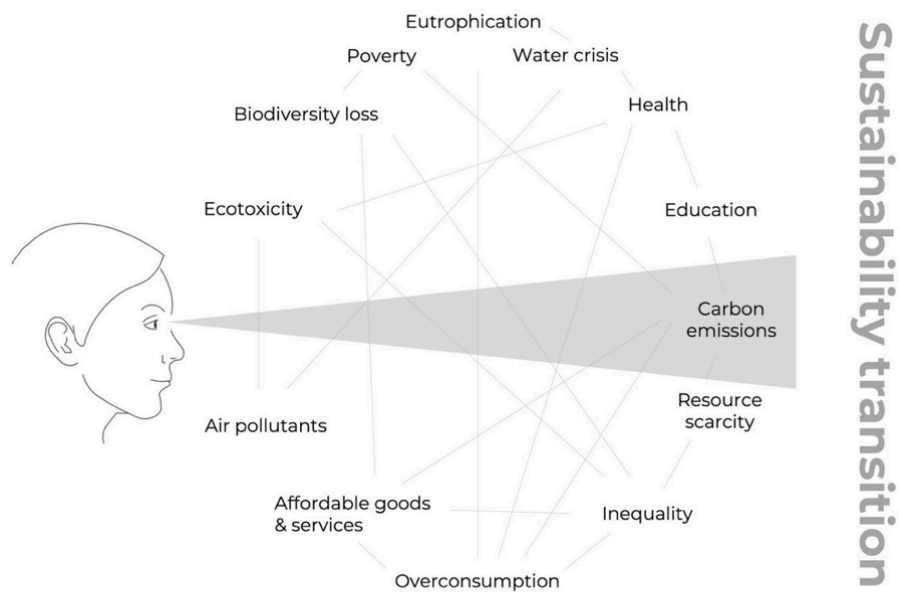 Eutrophication
Poverty
Water crisis
Biodiversity loss
Health
Ecotoxicity
Education
Carbon
emissions
Resource
scarcity
Air pollutants
Affordable goods
& services
Inequality
Overconsumption
Sustainability transition